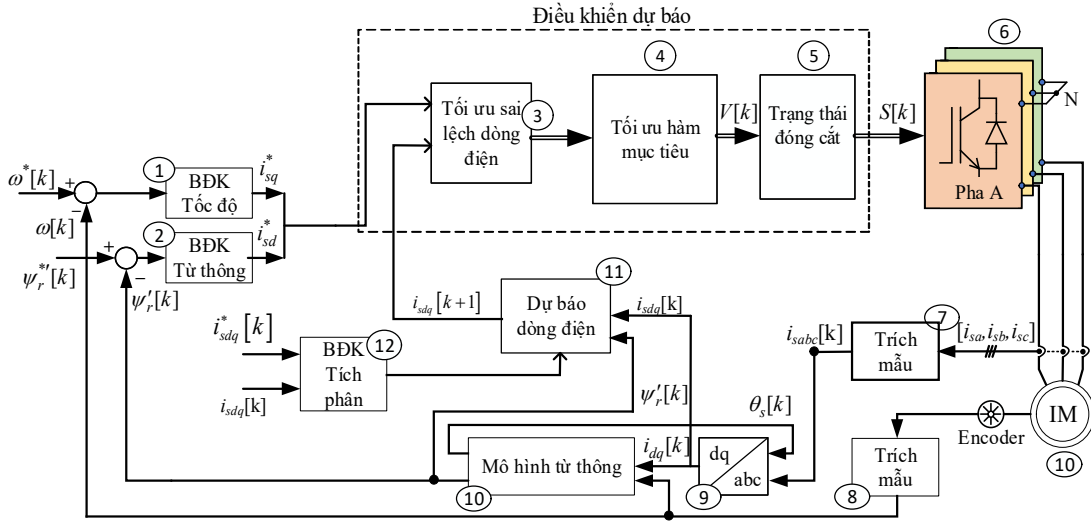 Điều khiển dự báo
6
4
5
N
Tối ưu sai
lệch dòng
điện
3
Tối ưu hàm
mục tiêu
V[k]
Trạng thái
đóng cắt
S[k]
Pha A
1
ω*[k]
+
−
BĐK
Tốc độ
i*sq
ω[k]
2
+
−
BĐK
Từ thông
i*sd
ψr*'[k]
ψ'r[k]
11
isdq[k+1]
Dự báo
dòng điện
isdq[k]
i*sdq[k]
12
BĐK
Tích
phân
isdq[k]
7
isabc[k]
Trích
mẫu
[isa, isb, isc]
ψ'r[k]
θs[k]
IM
Encoder
10
idq[k]
Mô hình từ thông
10
dq
abc
9
Trích
mẫu
8